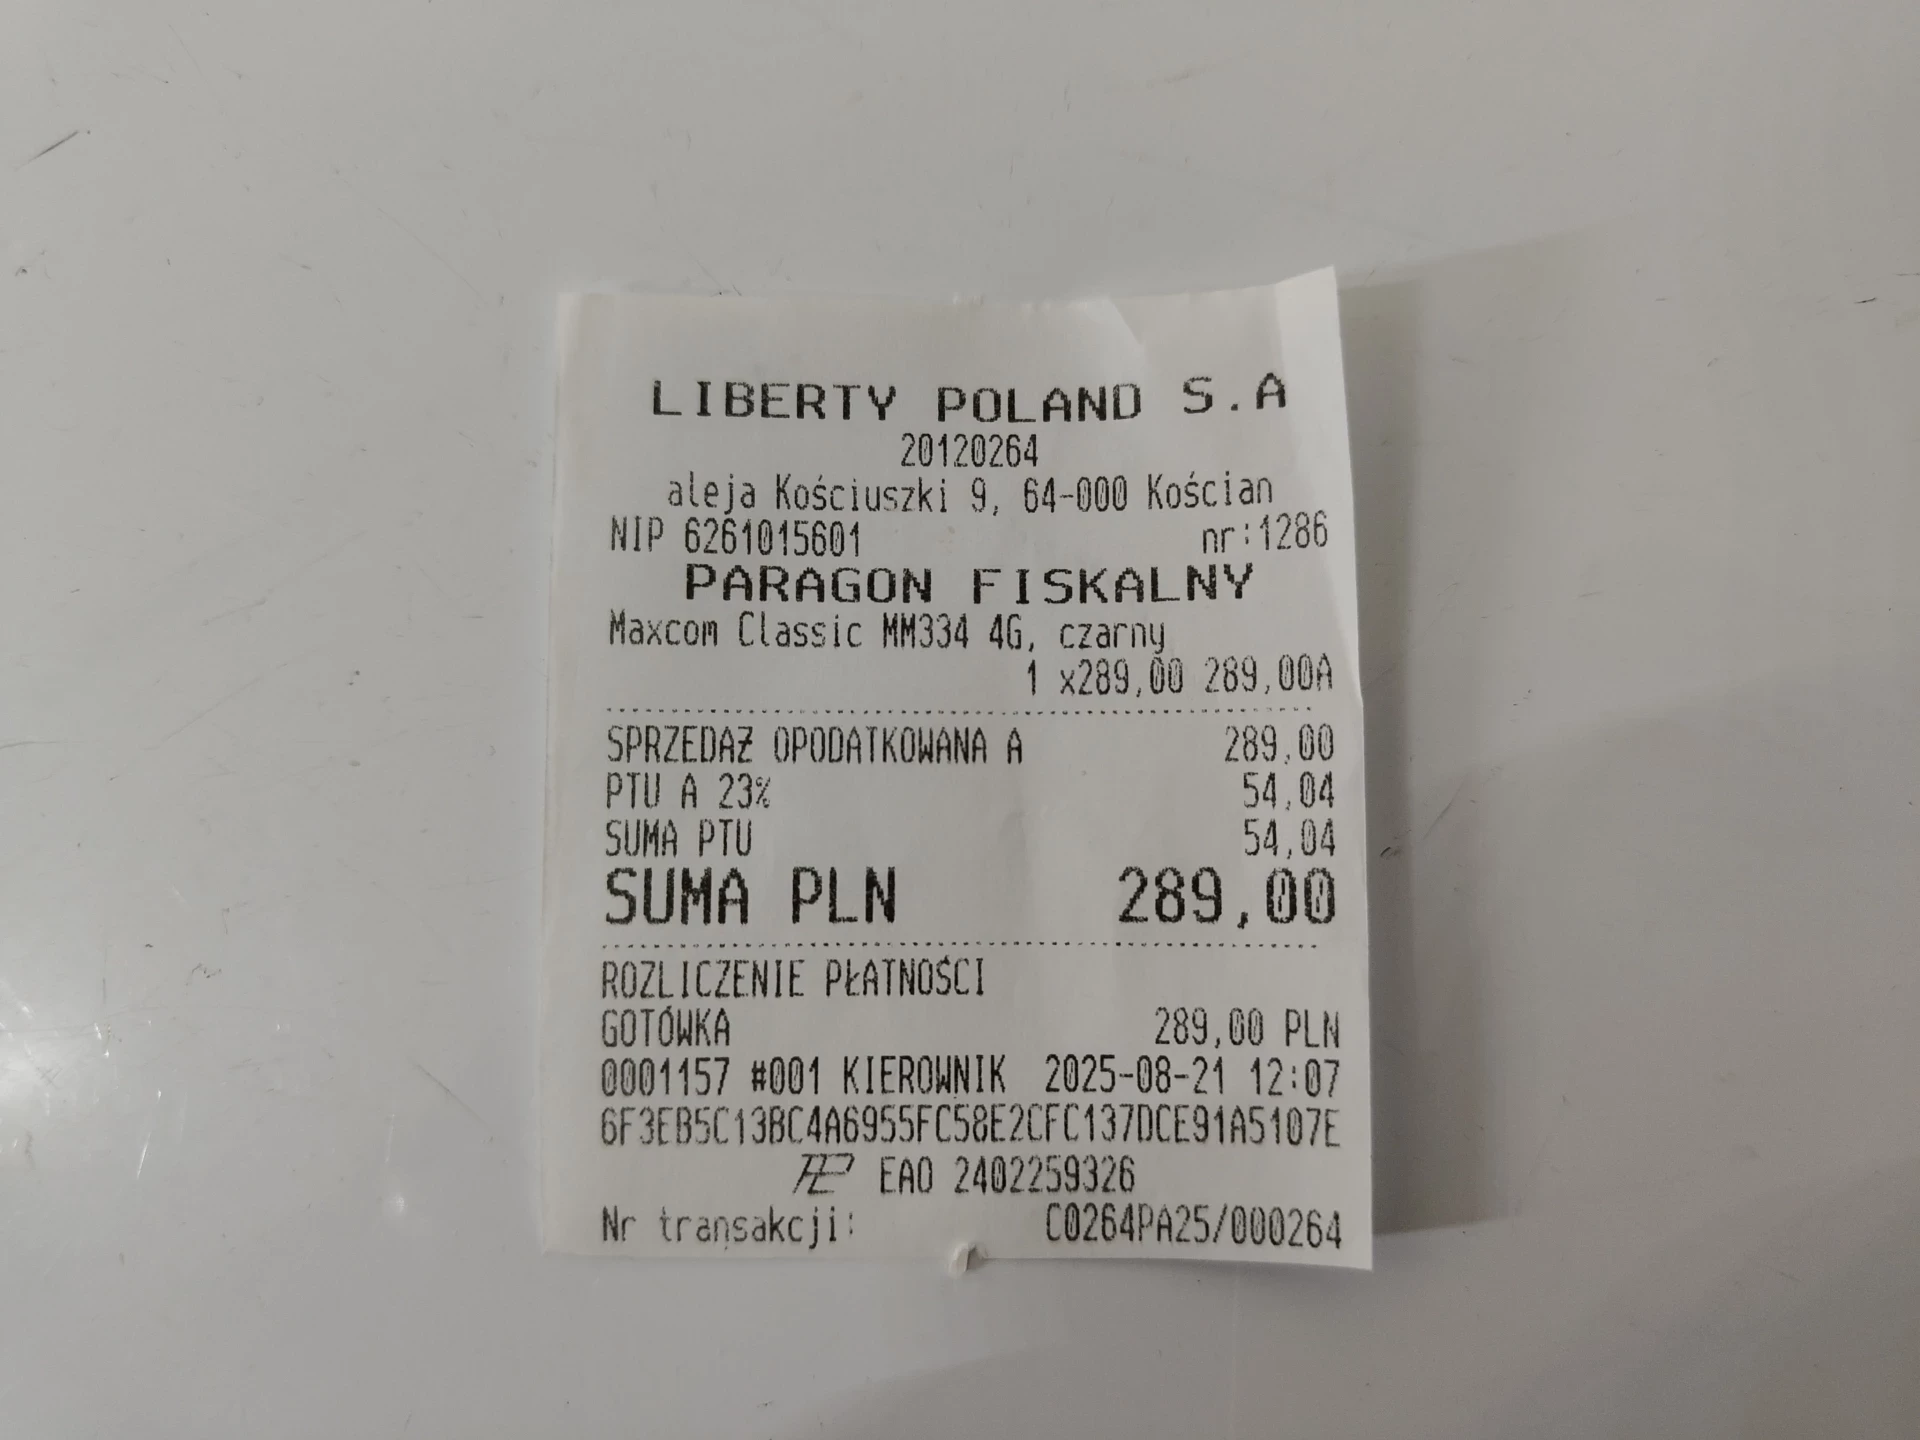 LIBERTY POLAND S.A
20120264
aleja Kościuszki 9, 64-000 Kościan
NIP 6261015601 nr:1286
PARAGON FISKALNY
Maxcom Classic MM334 4G, czarny
1 x289,00 289,00A
SPRZEDAŻ OPODATKOWANA A 289,00
PTU A 23% 54,04
SUMA PTU 54,04
SUMA PLN 289,00
ROZLICZENIE PŁATNOŚCI
GOTÓWKA 289,00 PLN
0001157 #001 KIEROWNIK 2025-08-21 12:07
6F3EB5C13BC4A6955FC58E2CFC137DCE91A5107E
EAO 2402259326
Nr transakcji: C0264PA25/000264